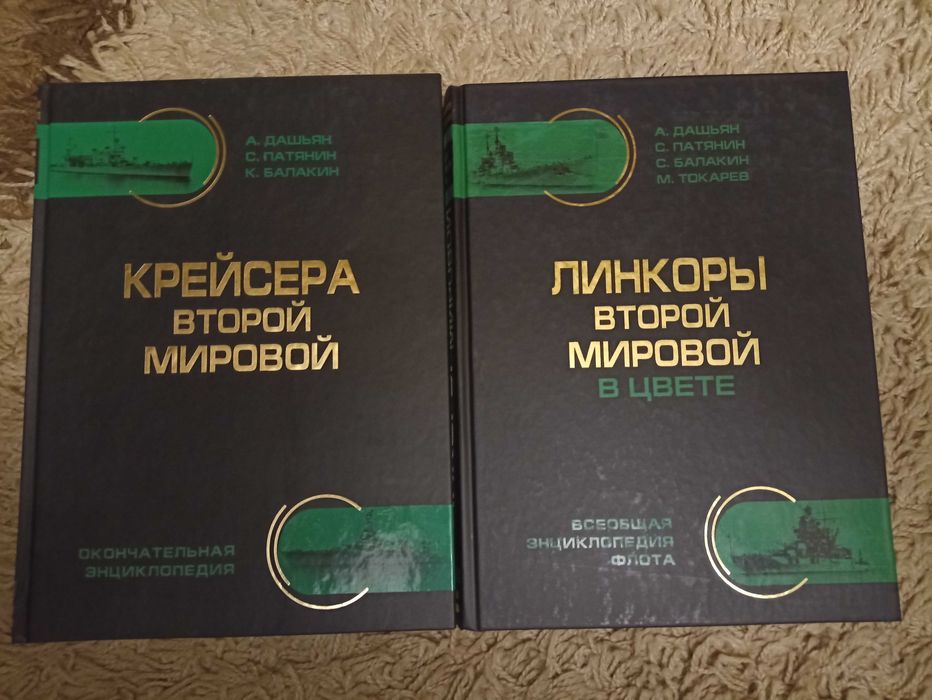 А. ДАШЬЯН
С. ПАТЯНИН
К. БАЛАКИН
КРЕЙСЕРА
ВТОРОЙ
МИРОВОЙ
ОКОНЧАТЕЛЬНАЯ
ЭНЦИКЛОПЕДИЯ
А. ДАШЬЯН
С. ПАТЯНИН
С. БАЛАКИН
М. ТОКАРЕВ
ЛИНКОРЫ
ВТОРОЙ
МИРОВОЙ
В ЦВЕТЕ
ВСЕОБЩАЯ
ЭНЦИКЛОПЕДИЯ
ФЛОТА